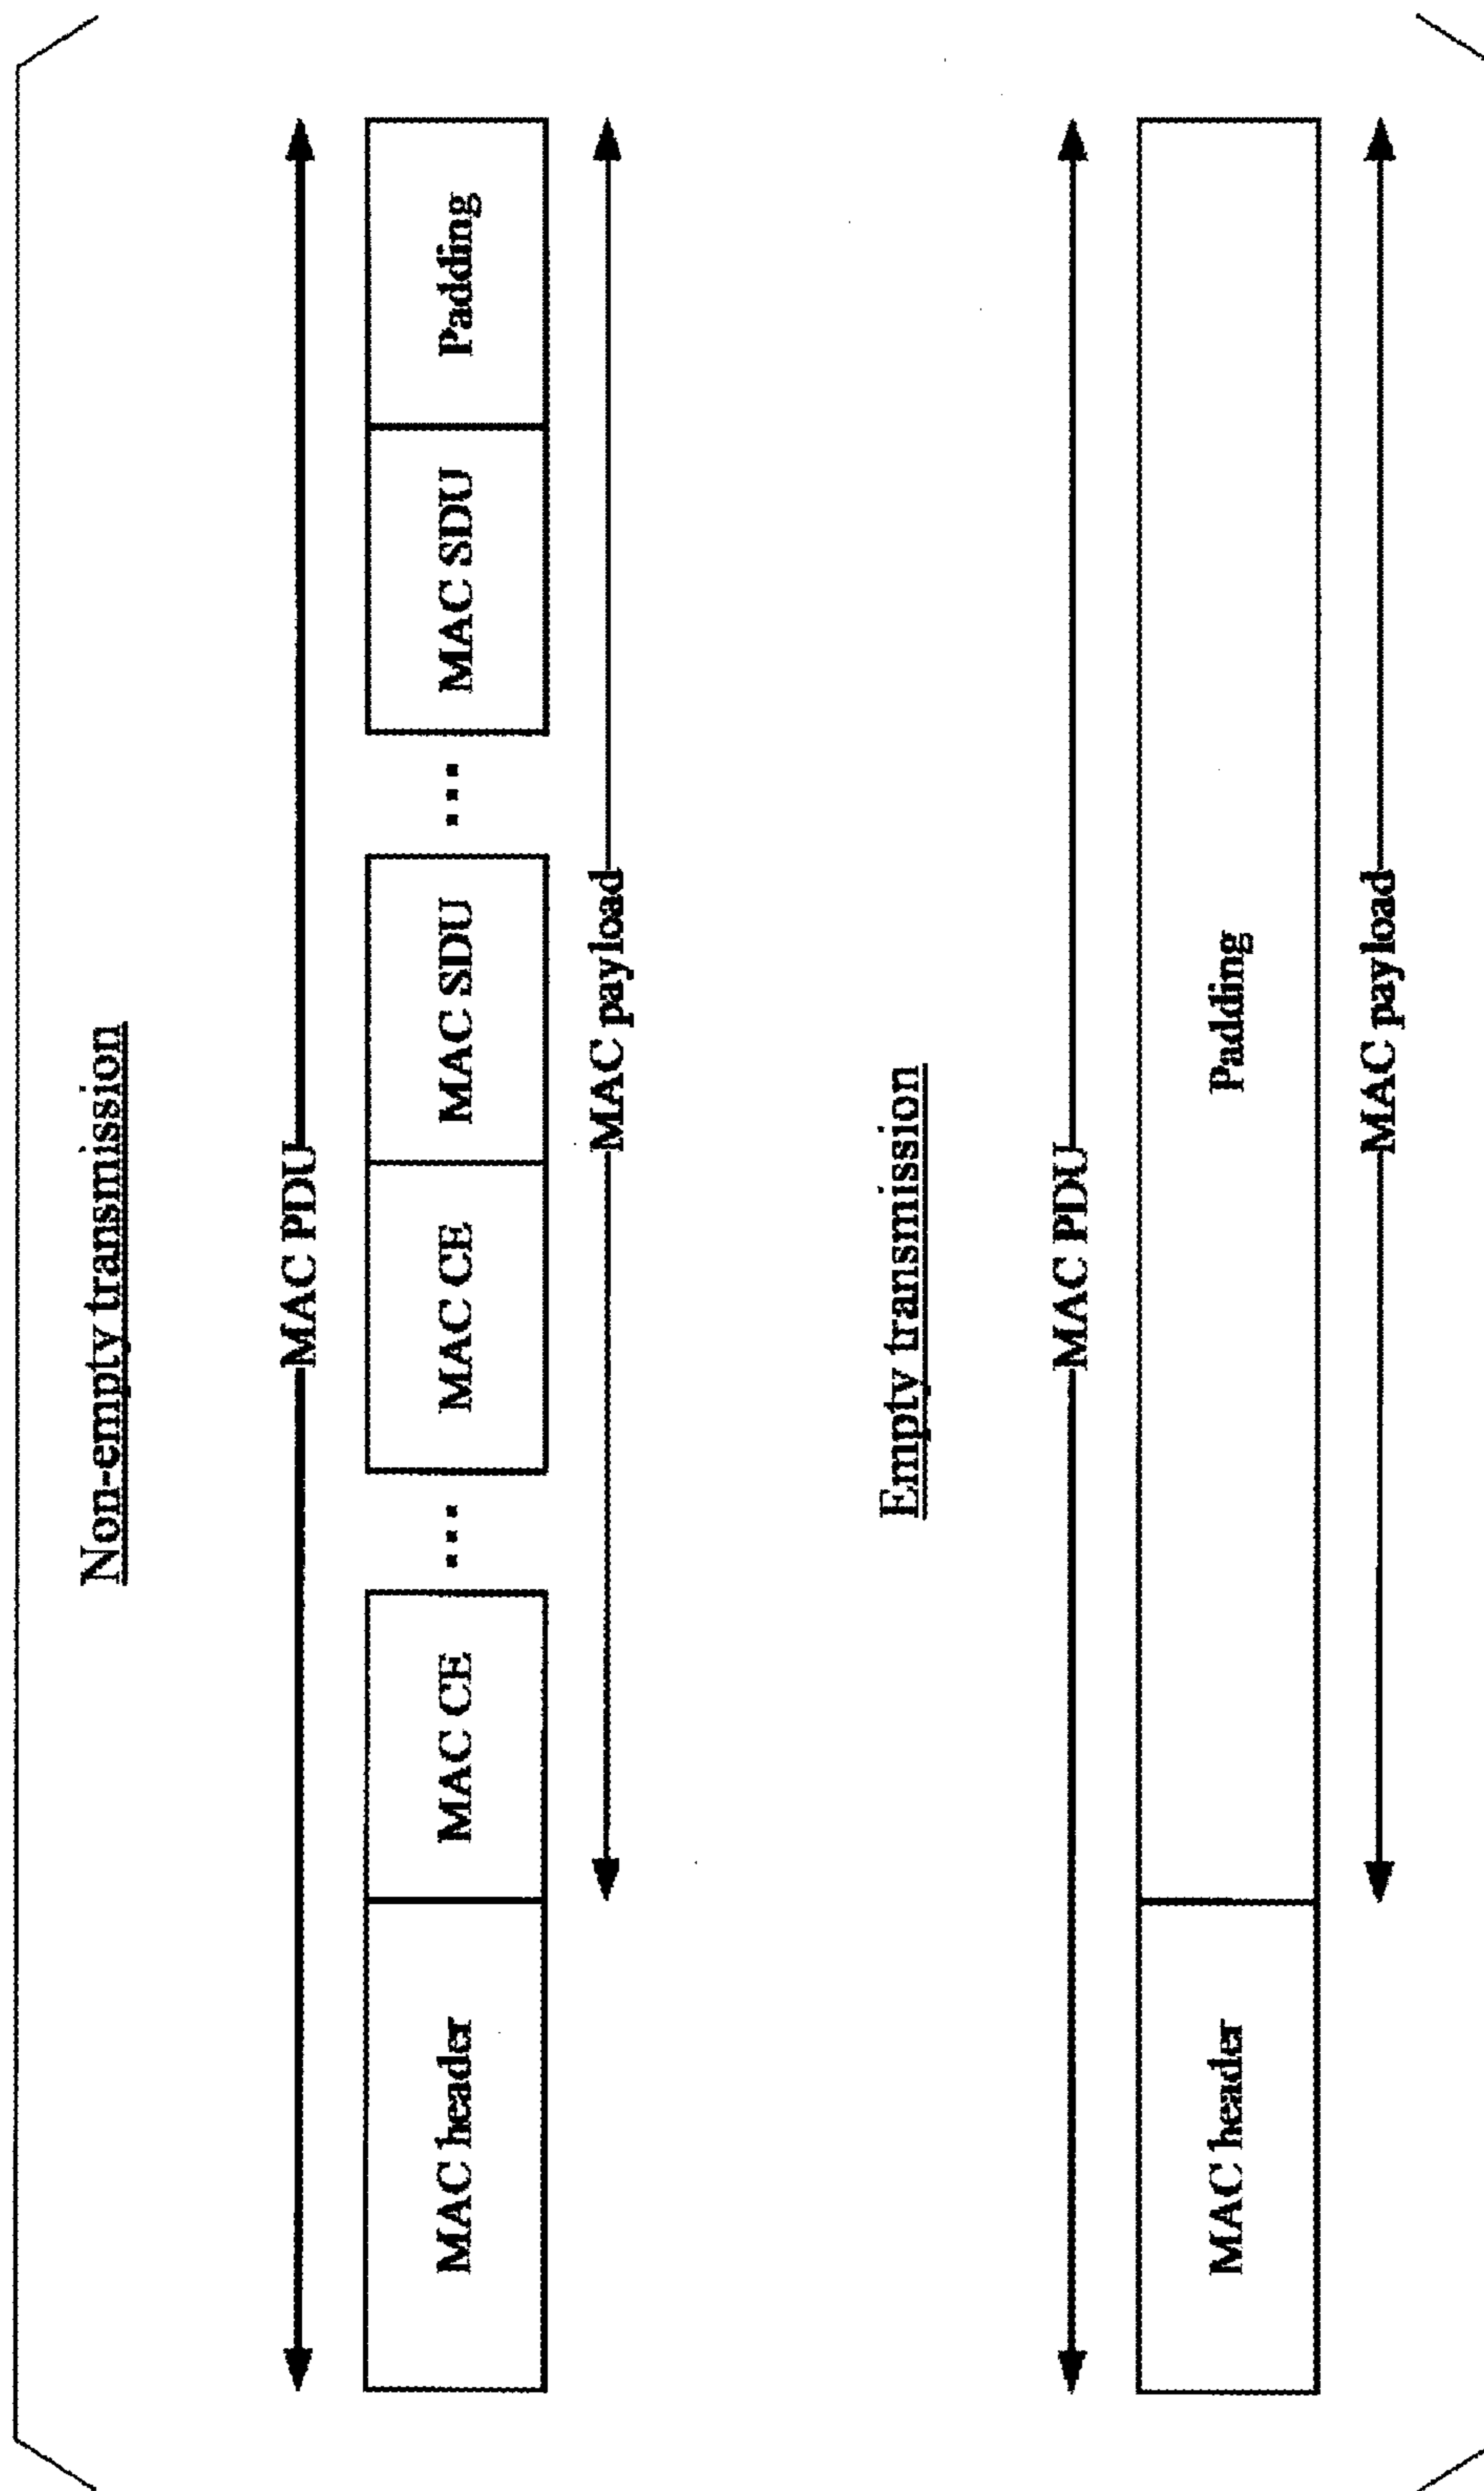 Non-empty transmission
MAC PDU
MAC header MAC CE ... MAC CE MAC SDU ... MAC SDU Padding
MAC payload
Empty transmission
MAC PDU
MAC header Padding
MAC payload